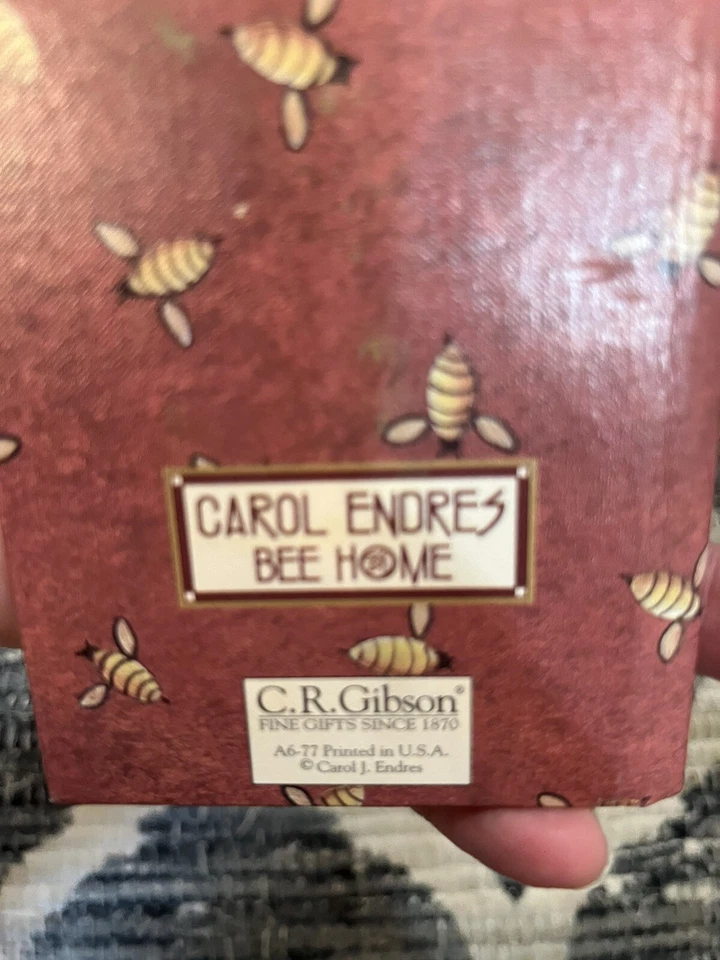 CAROL ENDRES
BEE HOME
C.R.Gibson®
FINE GIFTS SINCE 1870
A6-77 Printed in U.S.A.
© Carol J. Endres